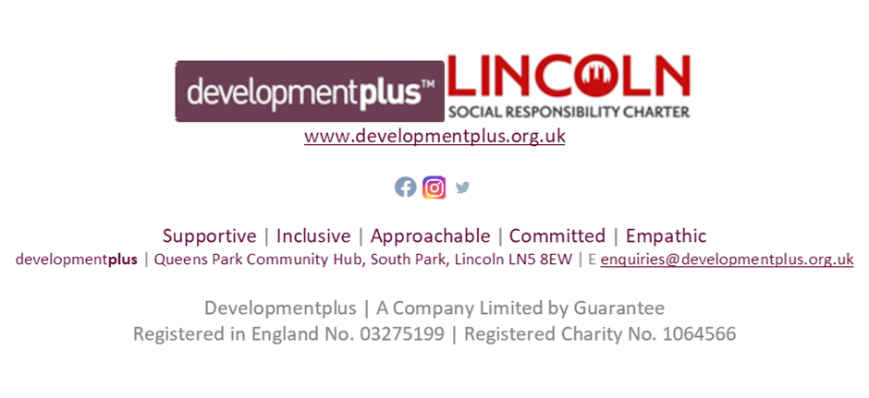 developmentplus™
LINCOLN
SOCIAL RESPONSIBILITY CHARTER
www.developmentplus.org.uk
Supportive | Inclusive | Approachable | Committed | Empathic
developmentplus | Queens Park Community Hub, South Park, Lincoln LN5 8EW | E enquiries@developmentplus.org.uk
Developmentplus | A Company Limited by Guarantee
Registered in England No. 03275199 | Registered Charity No. 1064566